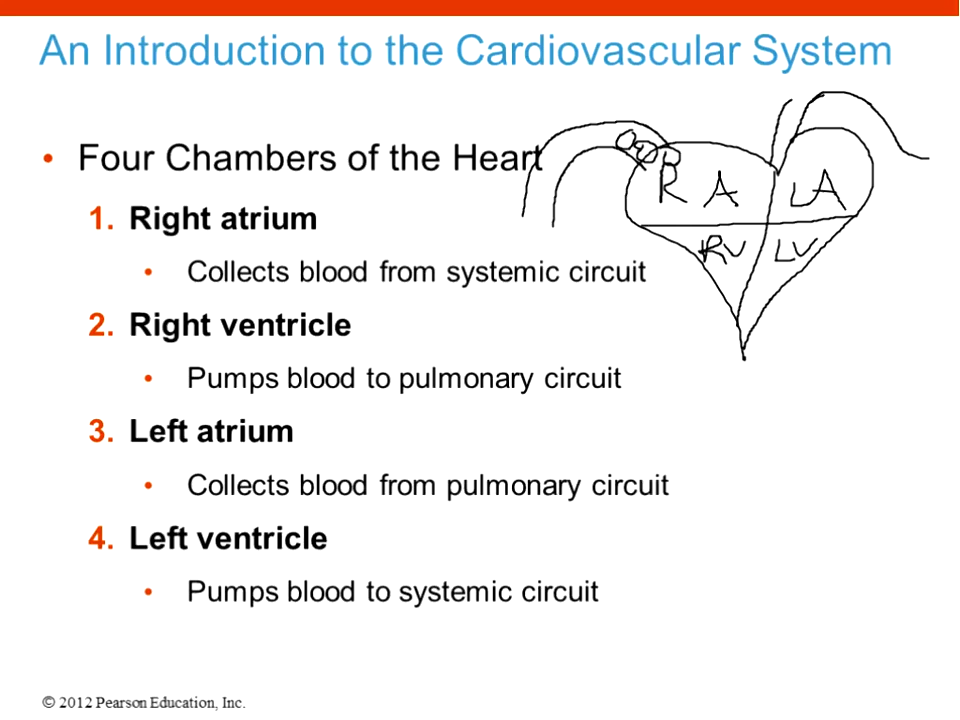 An Introduction to the Cardiovascular System
• Four Chambers of the Heart
R A LA
RV LV
1. Right atrium
• Collects blood from systemic circuit
2. Right ventricle
• Pumps blood to pulmonary circuit
3. Left atrium
• Collects blood from pulmonary circuit
4. Left ventricle
• Pumps blood to systemic circuit
© 2012 Pearson Education, Inc.